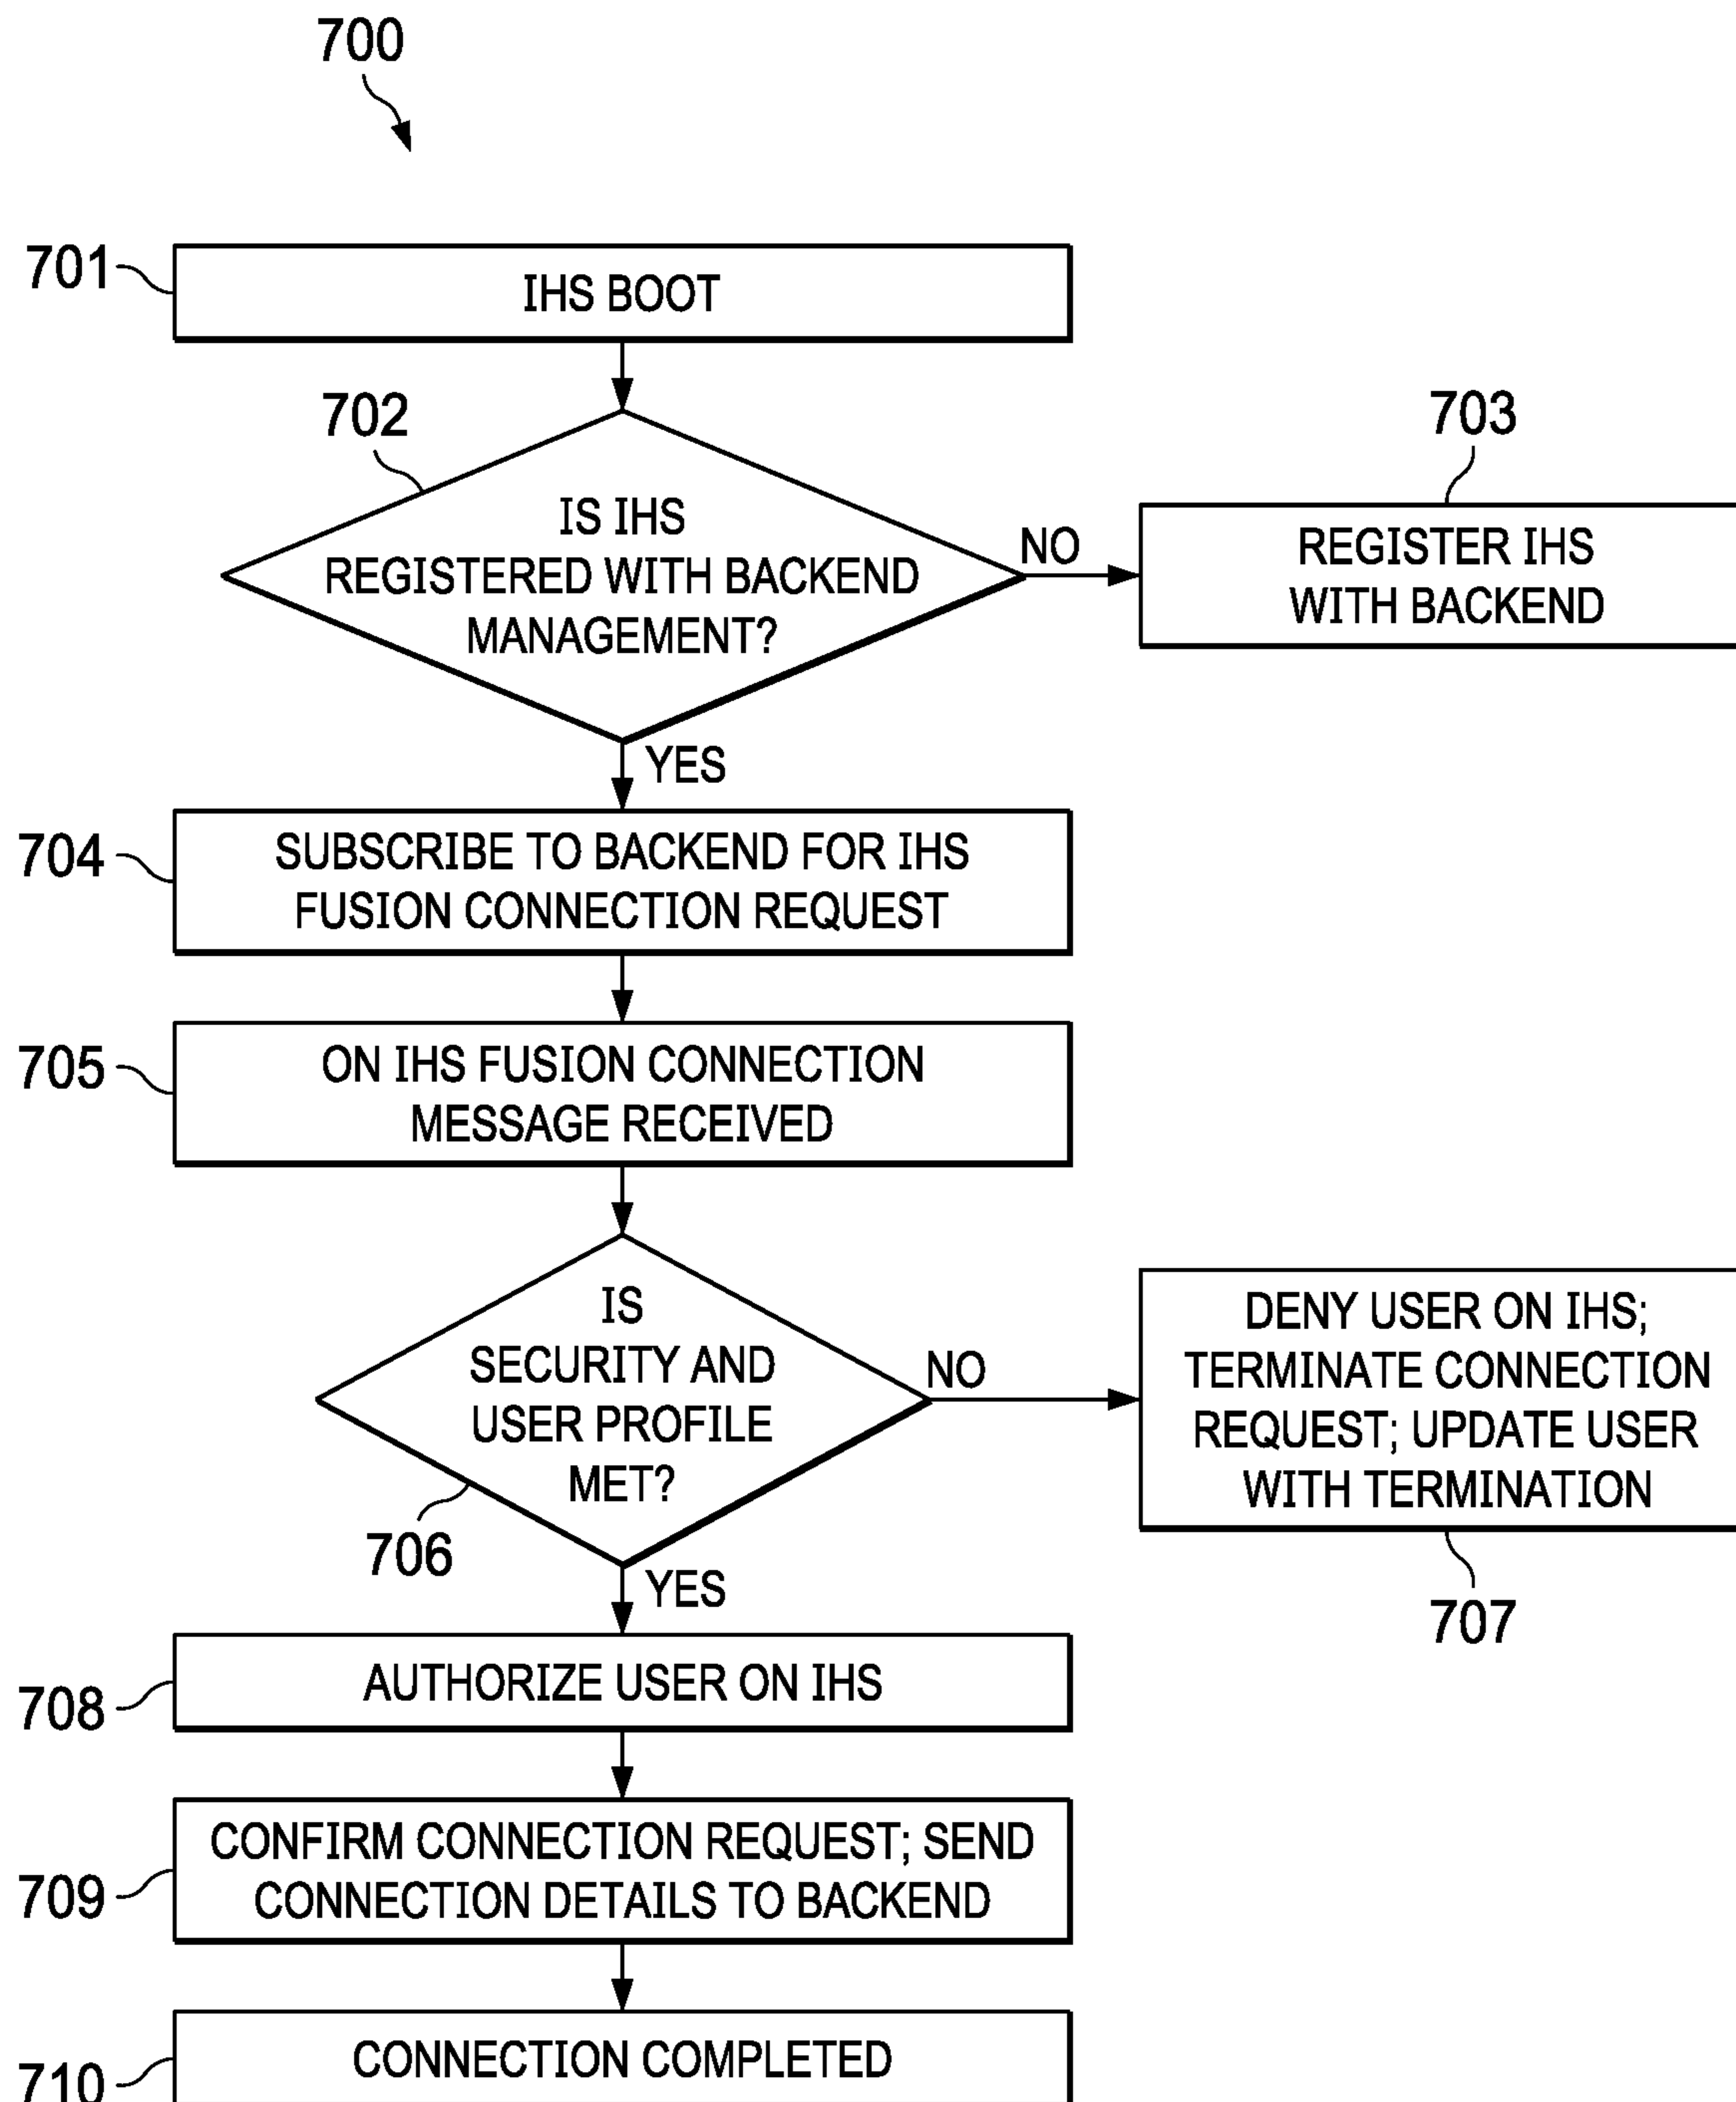 700
701
IHS BOOT
702
IS IHS
REGISTERED WITH BACKEND
MANAGEMENT?
NO
703
REGISTER IHS
WITH BACKEND
YES
704
SUBSCRIBE TO BACKEND FOR IHS
FUSION CONNECTION REQUEST
705
ON IHS FUSION CONNECTION
MESSAGE RECEIVED
IS
SECURITY AND
USER PROFILE
MET?
706
NO
DENY USER ON IHS;
TERMINATE CONNECTION
REQUEST; UPDATE USER
WITH TERMINATION
707
YES
708
AUTHORIZE USER ON IHS
709
CONFIRM CONNECTION REQUEST; SEND
CONNECTION DETAILS TO BACKEND
710
CONNECTION COMPLETED